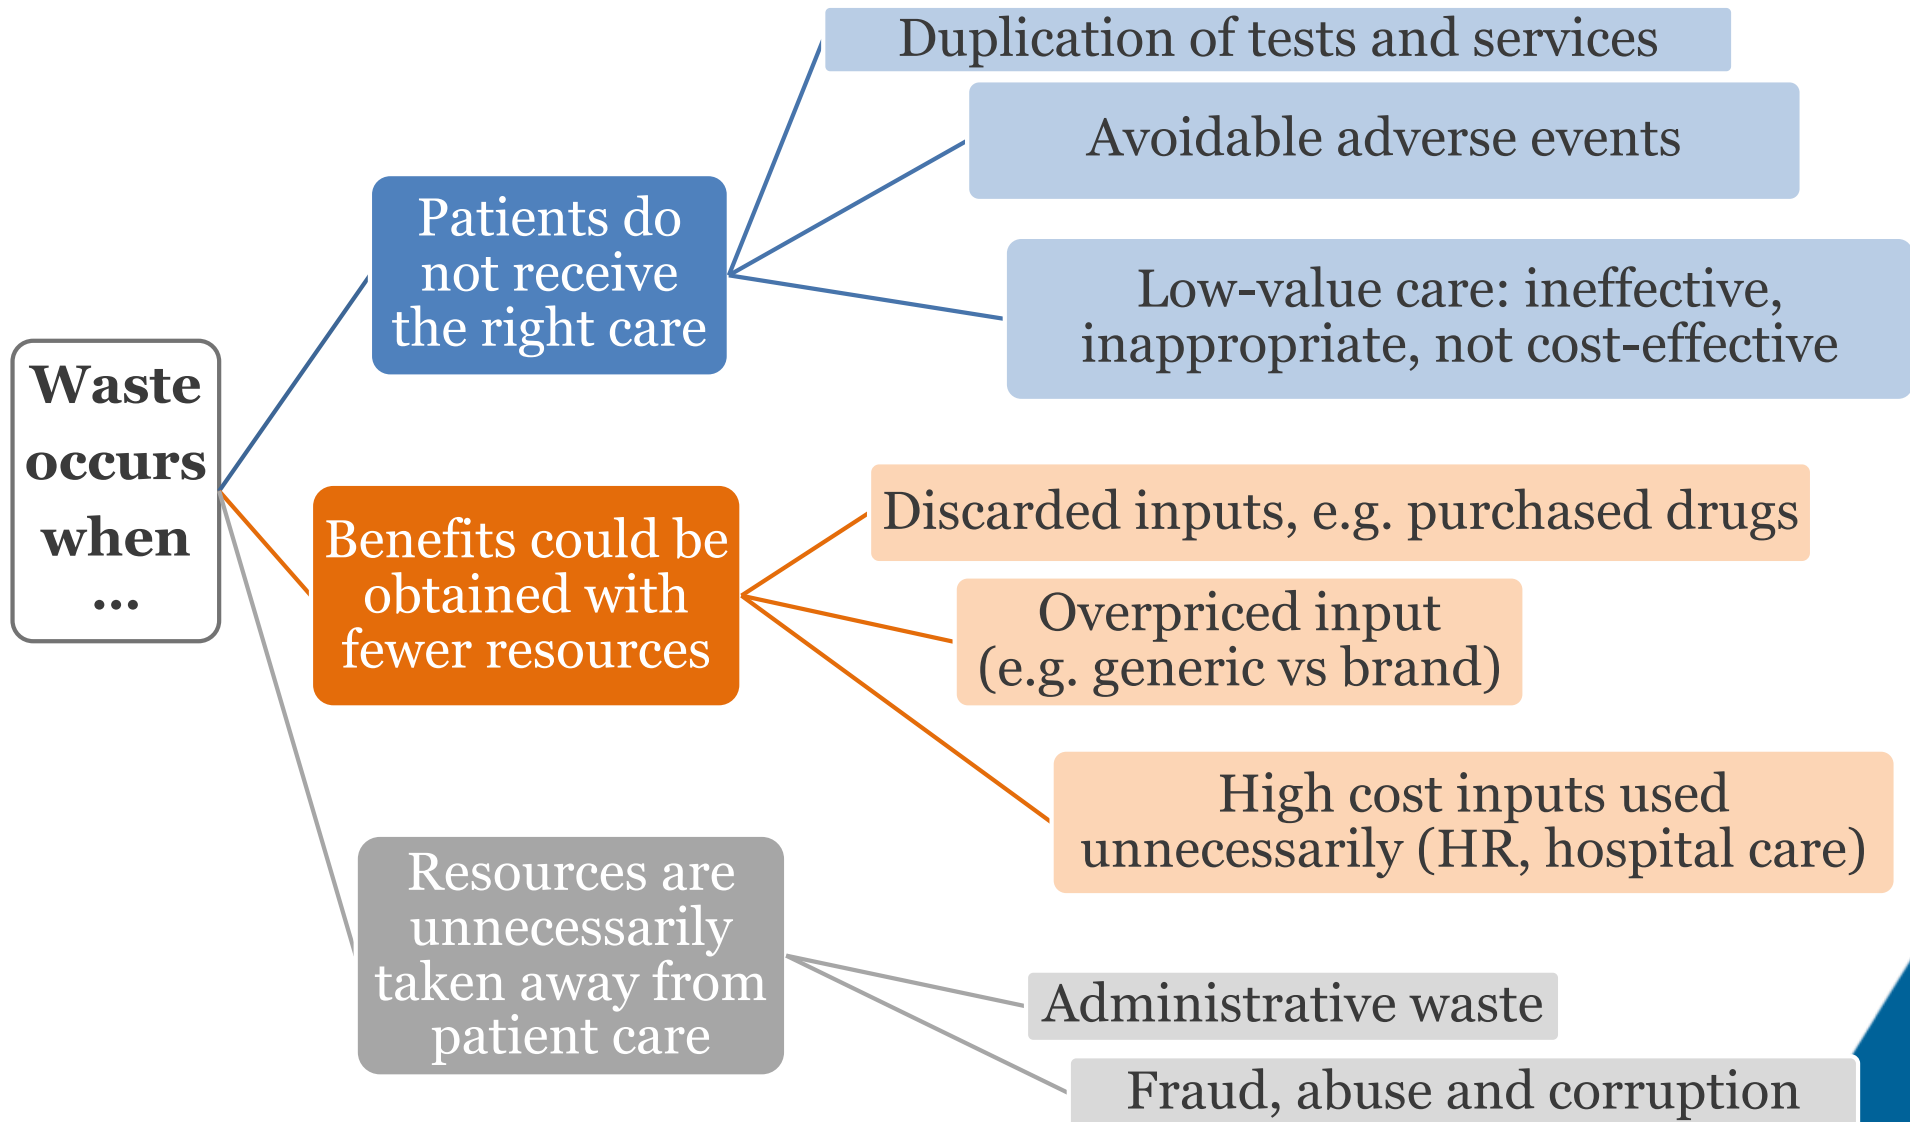 Waste
occurs
when
...
Patients do
not receive
the right care
Duplication of tests and services
Avoidable adverse events
Low-value care: ineffective,
inappropriate, not cost-effective
Benefits could be
obtained with
fewer resources
Discarded inputs, e.g. purchased drugs
Overpriced input
(e.g. generic vs brand)
High cost inputs used
unnecessarily (HR, hospital care)
Resources are
unnecessarily
taken away from
patient care
Administrative waste
Fraud, abuse and corruption